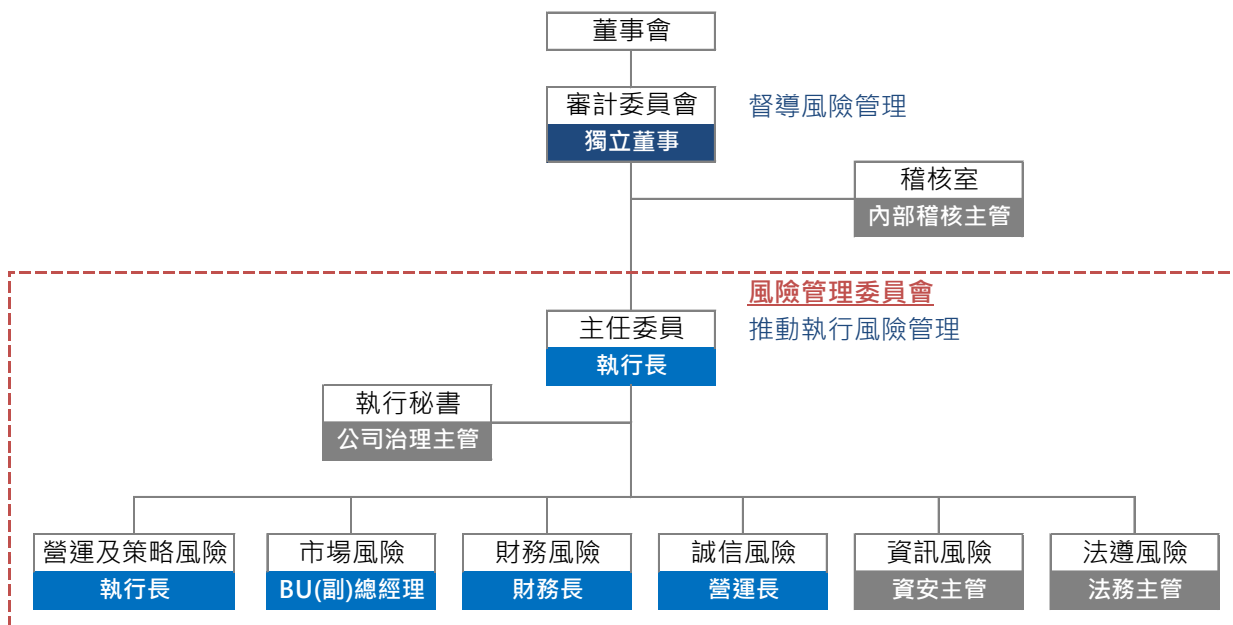 董事會
審計委員會
獨立董事
督導風險管理
稽核室
內部稽核主管
風險管理委員會
推動執行風險管理
主任委員
執行長
執行秘書
公司治理主管
營運及策略風險
執行長
市場風險
BU(副)總經理
財務風險
財務長
誠信風險
營運長
資訊風險
資安主管
法遵風險
法務主管